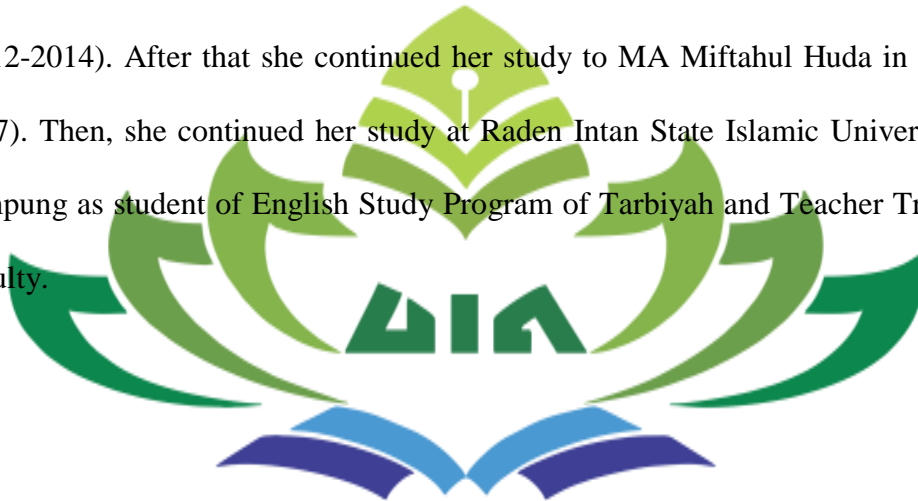 2-2014). After that she continued her study to MA Miftahul Huda in
7). Then, she continued her study at Raden Intan State Islamic Univer
pung as student of English Study Program of Tarbiyah and Teacher Tr
ulty.
UIN